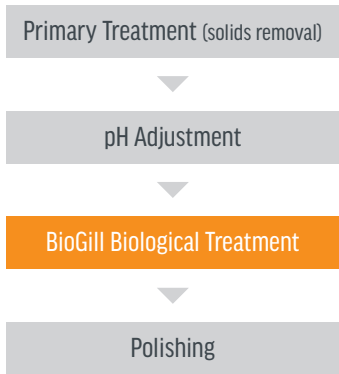 Primary Treatment (solids removal)
pH Adjustment
BioGill Biological Treatment
Polishing